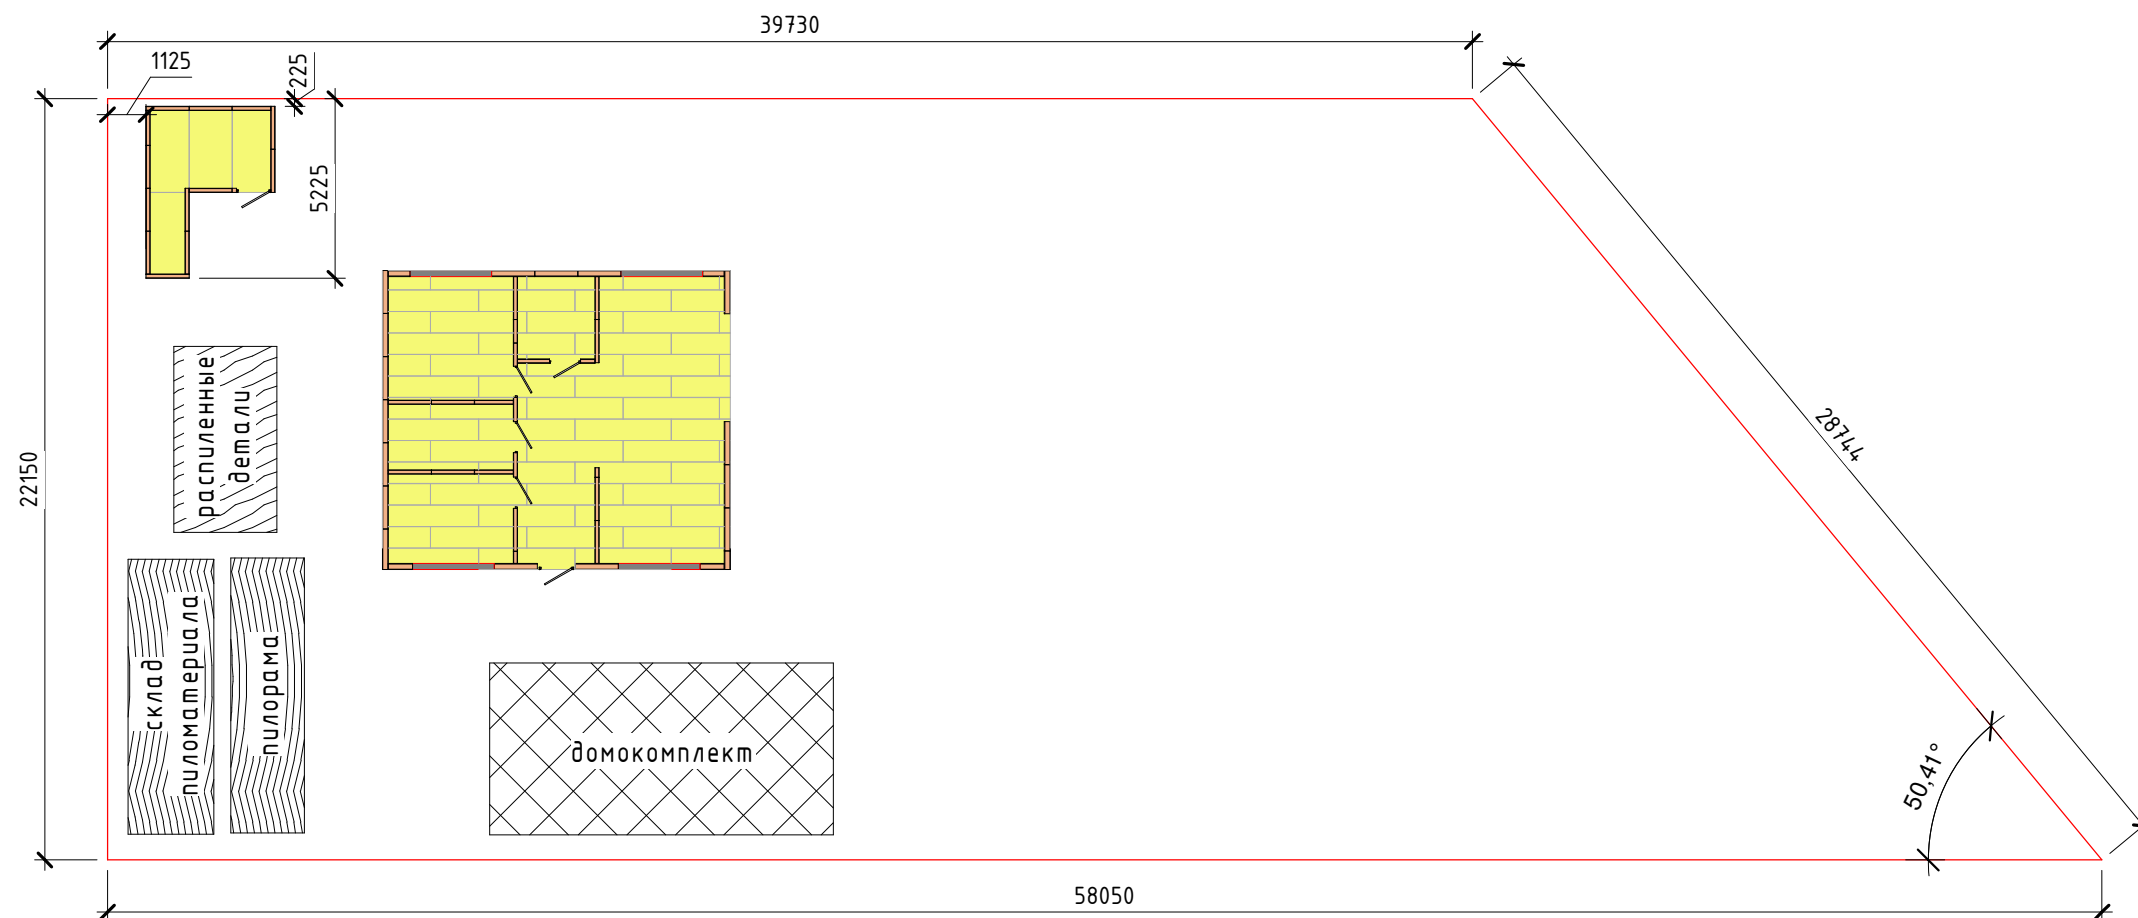 39730
1125
225
5225
22150
28744
распиленные
детали
склад
пиломатериала
пилорама
домокомплект
50,41°
58050